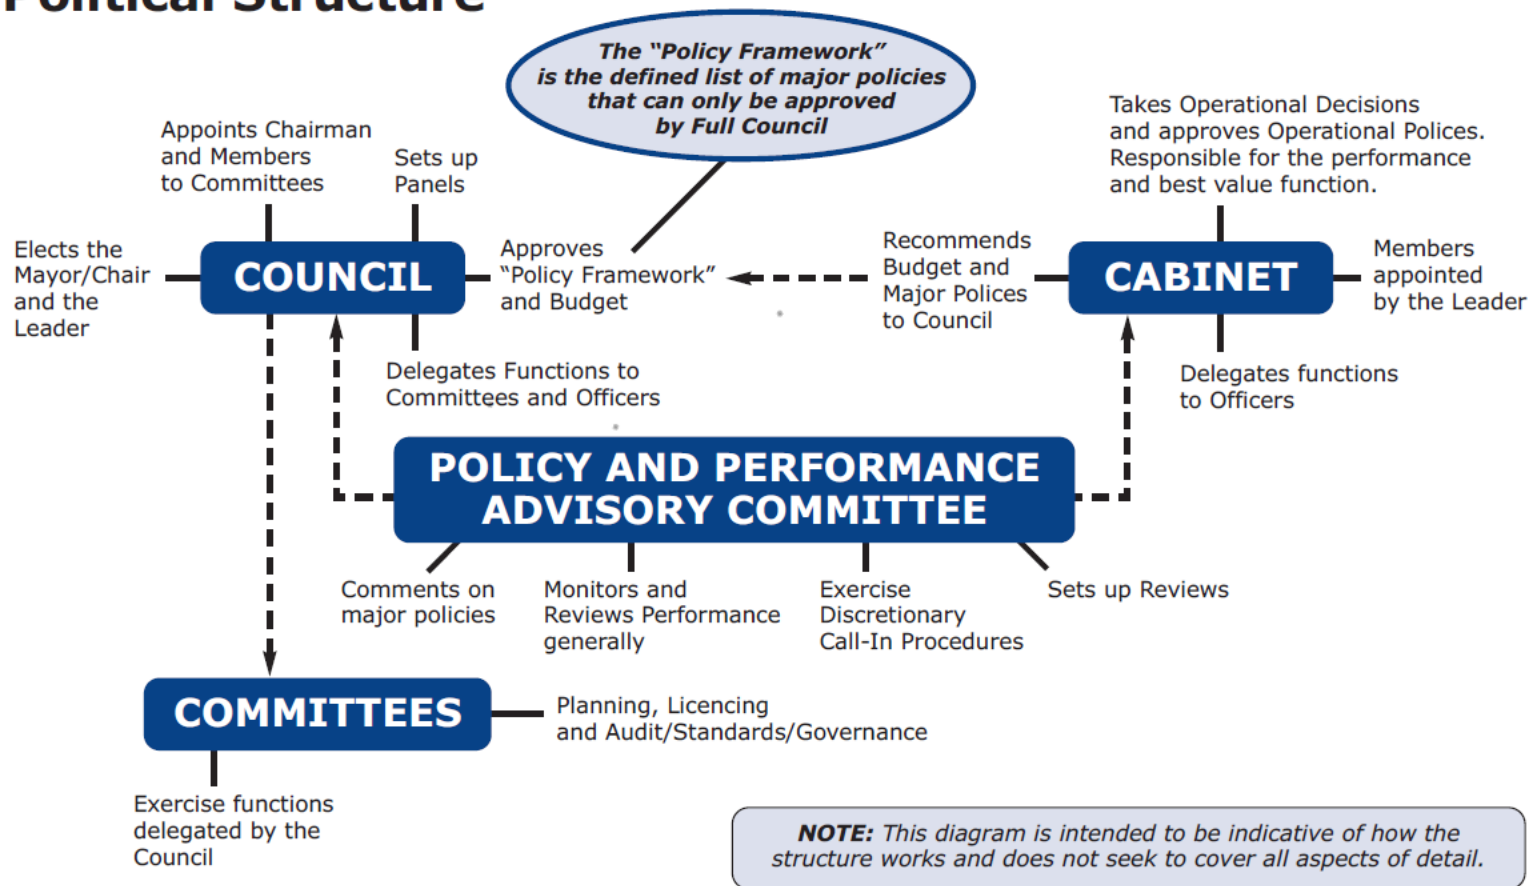 Political Structure
The “Policy Framework”
is the defined list of major policies
that can only be approved
by Full Council
Appoints Chairman
and Members
to Committees
Sets up
Panels
Takes Operational Decisions
and approves Operational Polices.
Responsible for the performance
and best value function.
Elects the
Mayor/Chair
and the
Leader
COUNCIL
Approves
“Policy Framework”
and Budget
Recommends
Budget and
Major Polices
to Council
CABINET
Members
appointed
by the Leader
Delegates Functions to
Committees and Officers
Delegates functions
to Officers
POLICY AND PERFORMANCE
ADVISORY COMMITTEE
Comments on
major policies
Monitors and
Reviews Performance
generally
Exercise
Discretionary
Call-In Procedures
Sets up Reviews
COMMITTEES
Planning, Licencing
and Audit/Standards/Governance
Exercise functions
delegated by the
Council
NOTE: This diagram is intended to be indicative of how the
structure works and does not seek to cover all aspects of detail.